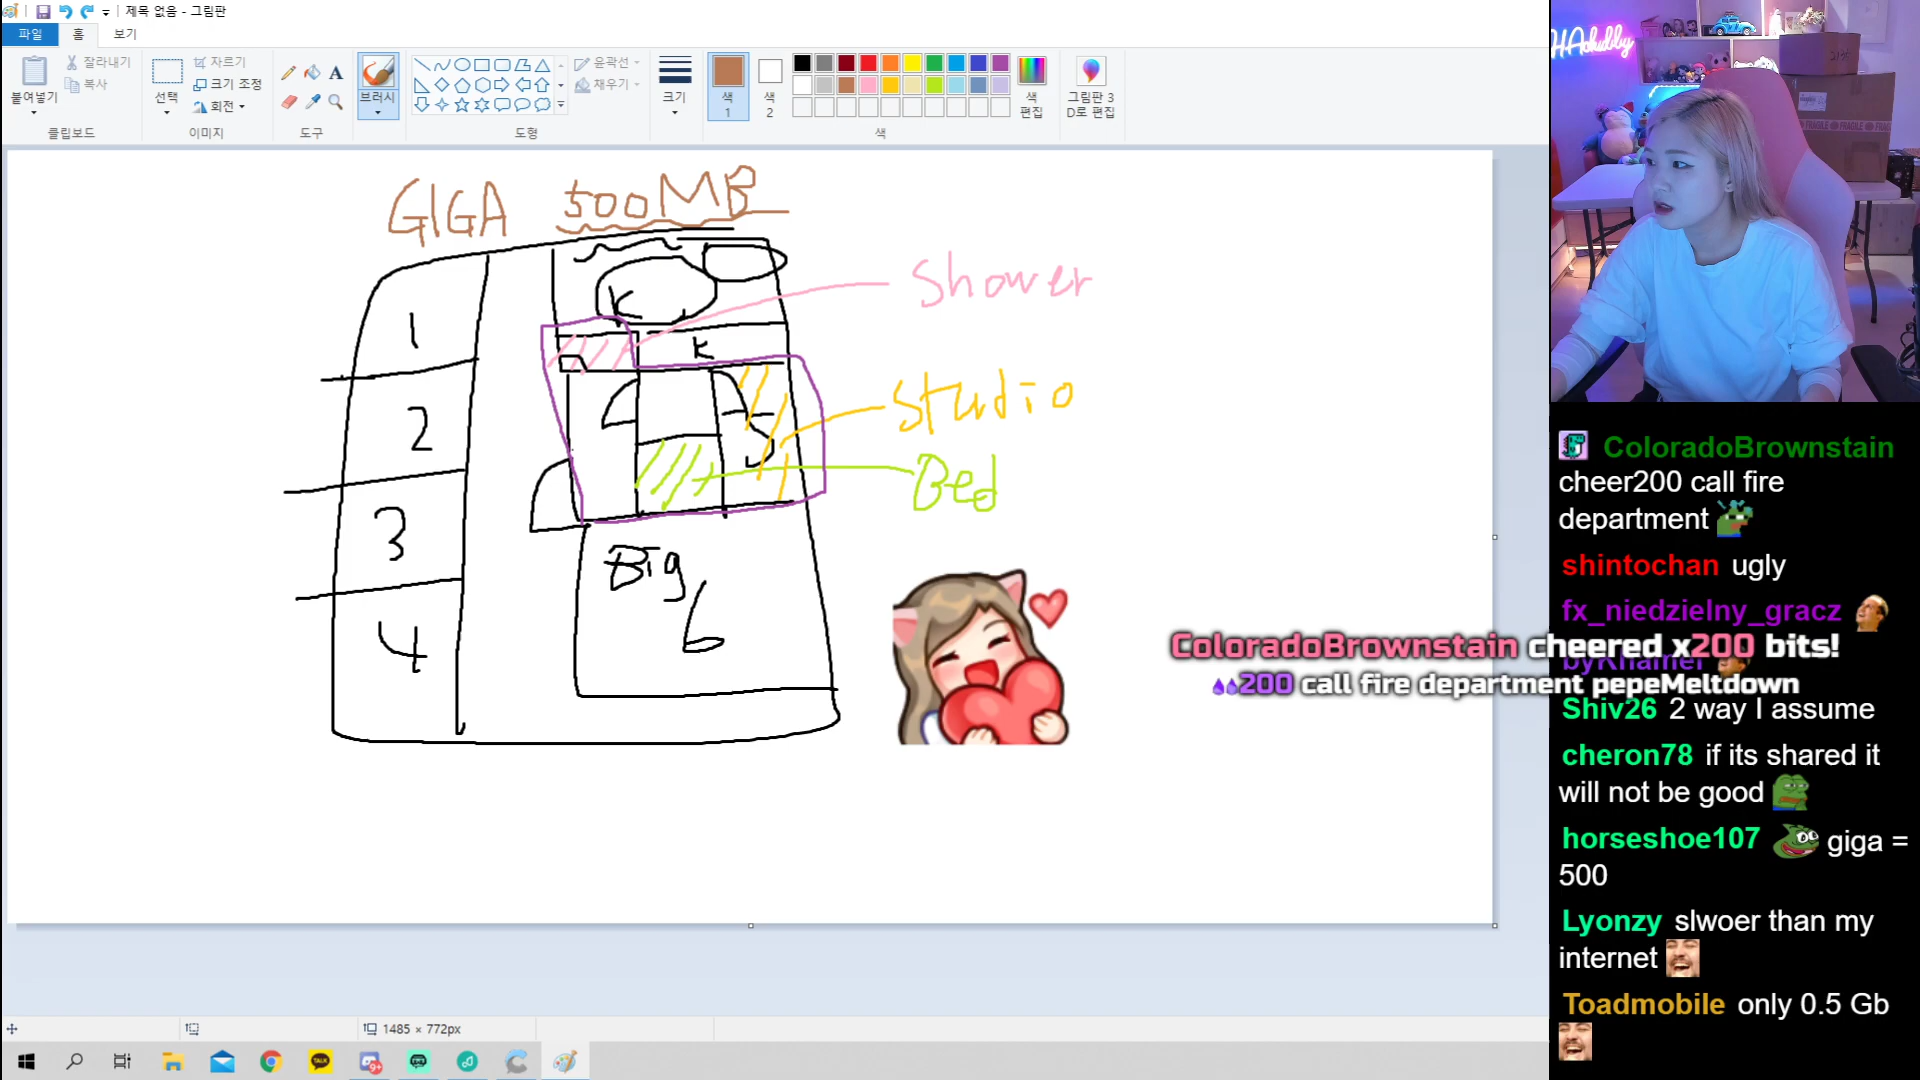 제목 없음 - 그림판
파일
홈
보기
붙여넣기
잘라내기
복사
클립보드
선택
자르기
크기 조정
회전
이미지
A
도구
브러시
윤곽선
채우기
도형
크기
색
1
색
2
색
편집
색
그림판 3
D로 편집
GIGA 500MB
K
Shower
K
1
2
3
4
5
Studio
Bed
Big
6
ColoradoBrownstain cheered x200 bits!
200 call fire department pepeMeltdown
ColoradoBrownstain
cheer200 call fire
department
shintochan ugly
fx_niedzielny_gracz
Shiv26 2 way I assume
cheron78 if its shared it
will not be good
horseshoe107 giga =
500
Lyonzy slwoer than my
internet
Toadmobile only 0.5 Gb
1485 × 772px
TALK
9+